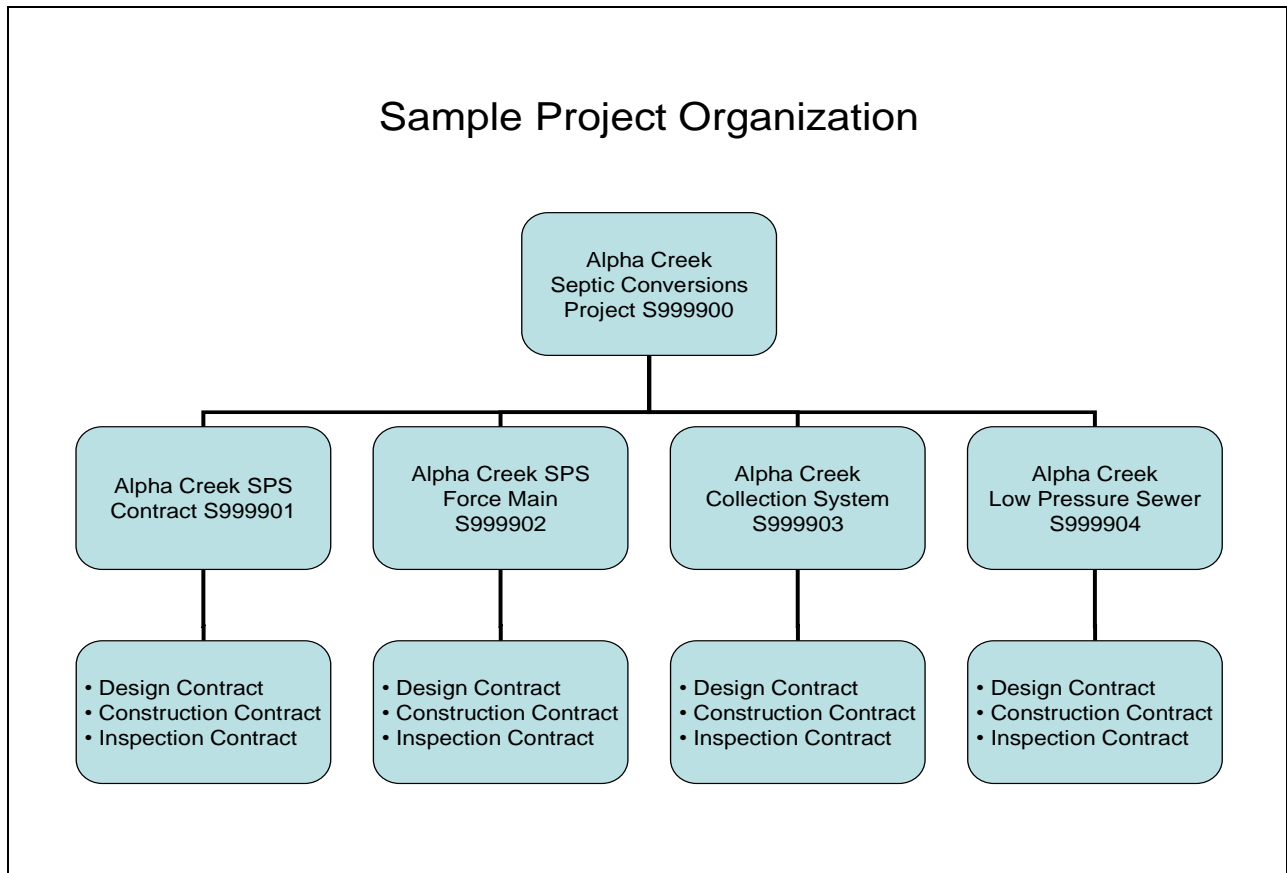 Sample Project Organization
Alpha Creek
Septic Conversions
Project S999900
Alpha Creek SPS
Contract S999901
Alpha Creek SPS
Force Main
S999902
Alpha Creek
Collection System
S999903
Alpha Creek
Low Pressure Sewer
S999904
• Design Contract
• Construction Contract
• Inspection Contract
• Design Contract
• Construction Contract
• Inspection Contract
• Design Contract
• Construction Contract
• Inspection Contract
• Design Contract
• Construction Contract
• Inspection Contract